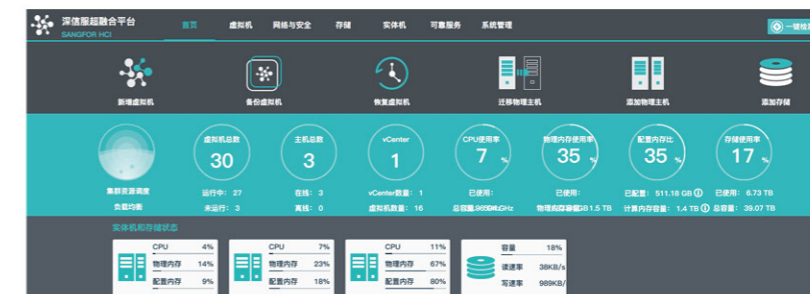 深信服超融合平台
SANGFOR HCI
首页 虚拟机 网络与安全 存储 实体机 可靠服务 系统管理
一键检
新增虚拟机 备份虚拟机 恢复虚拟机 迁移物理主机 添加物理主机 添加存储
虚拟机总数 主机总数 vCenter CPU使用率 物理内存使用率 配置内存比 存储使用率
30 3 1 7 % 35 % 35 % 17 %
集群资源调度 运行中: 27 在线: 3 vCenter数量: 1 已使用: 已使用: 已配置: 511.18 GB 已使用: 6.73 TB
负载均衡 未运行: 3 离线: 0 虚拟机数量: 16 GHz 1.5 TB 计算内存容量: 1.4 TB 总容量: 39.07 TB
实体机和存储状态
CPU 4% CPU 7% CPU 11% 容量 18%
物理内存 14% 物理内存 23% 物理内存 67% 读速率 38KB/s
配置内存 9% 配置内存 18% 配置内存 80% 写速率 989KB/